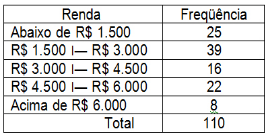 Renda Freqüência
Abaixo de R$ 1.500 25
R$ 1.500 |— R$ 3.000 39
R$ 3.000 |— R$ 4.500 16
R$ 4.500 |— R$ 6.000 22
Acima de R$ 6.000 8
Total 110